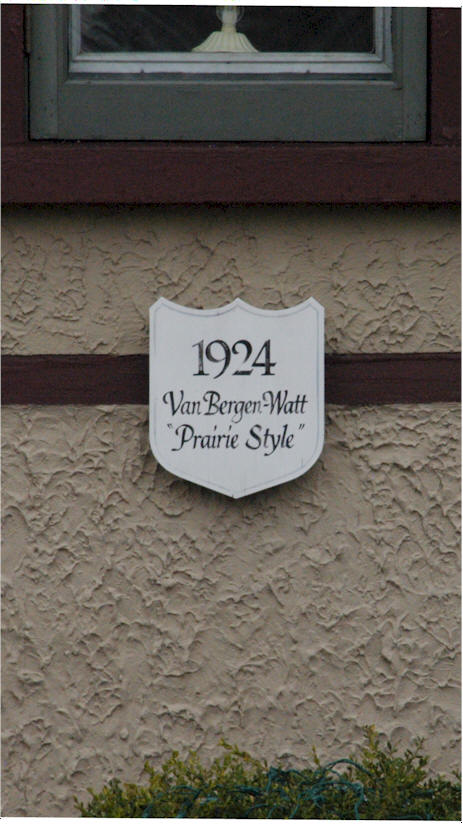 1924
Van Bergen-Watt
"Prairie Style"